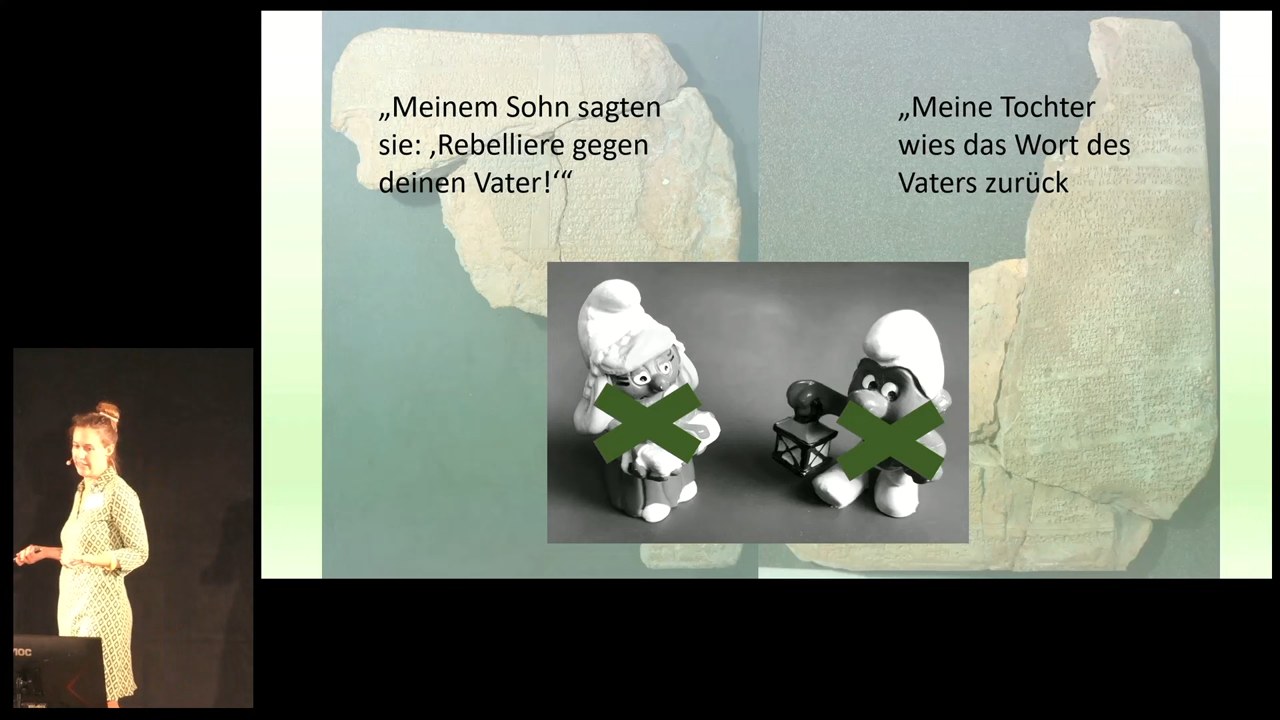 „Meinem Sohn sagten
sie: ‚Rebelliere gegen
deinen Vater!‘“
„Meine Tochter
wies das Wort des
Vaters zurück